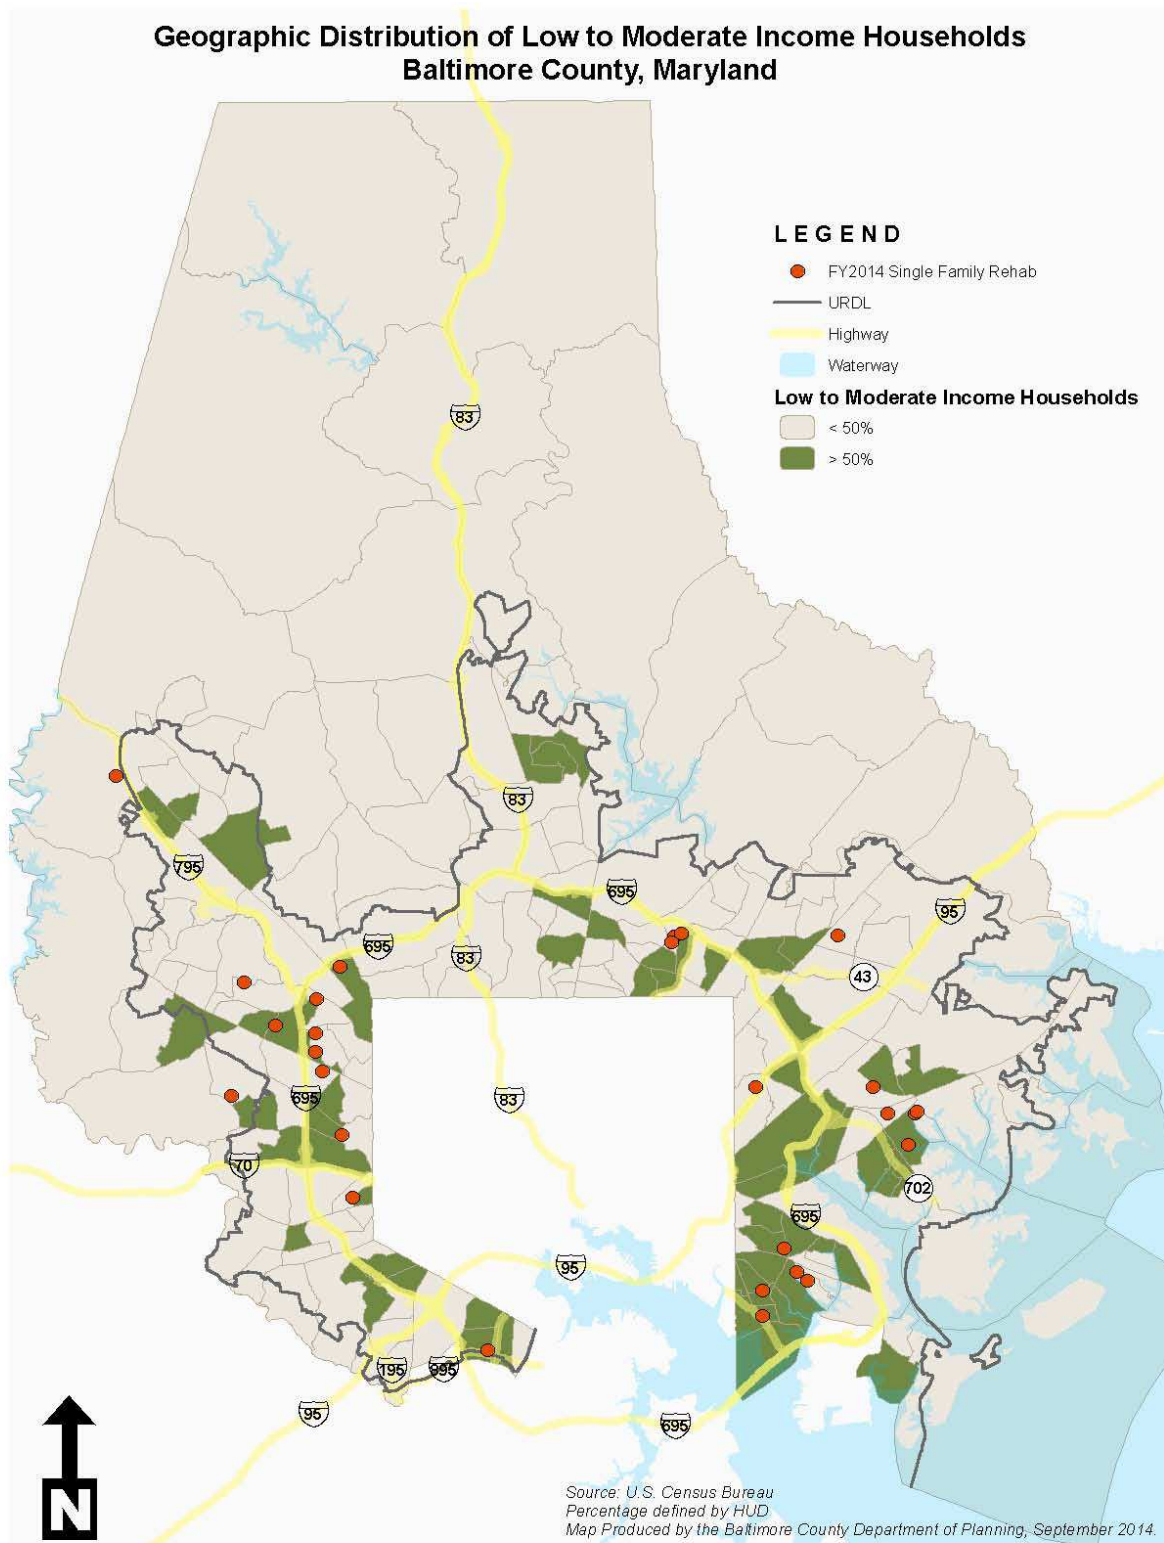 Geographic Distribution of Low to Moderate Income Households
Baltimore County, Maryland
LEGEND
FY2014 Single Family Rehab
URDL
Highway
Waterway
Low to Moderate Income Households
< 50%
> 50%
83
83
795
695
695
95
83
43
695
83
70
702
695
95
195
895
95
695
N
Source: U.S. Census Bureau
Percentage defined by HUD
Map Produced by the Baltimore County Department of Planning, September 2014.